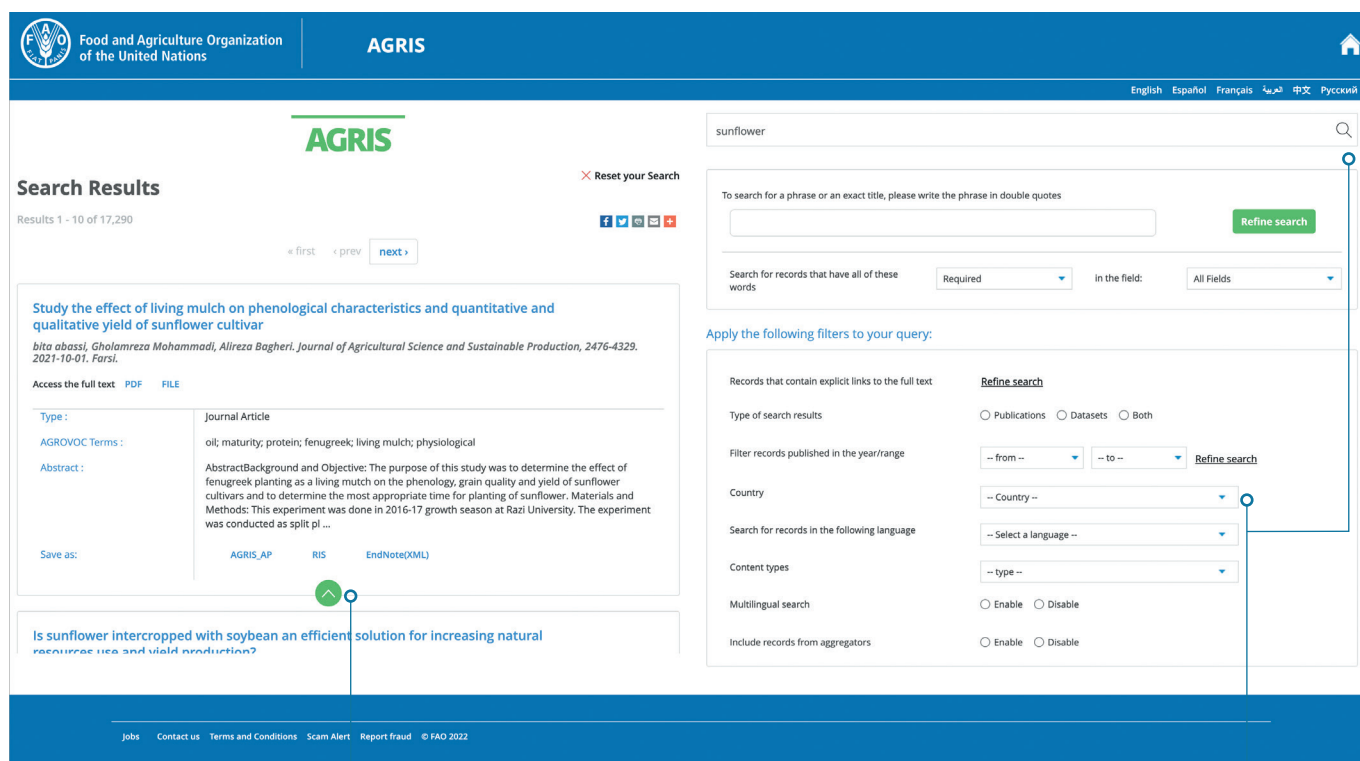 Food and Agriculture Organization
of the United Nations
AGRIS
English Español Français العربية 中文 Русский
AGRIS
Search Results
Reset your Search
Results 1 - 10 of 17,290
« first ‹ prev next ›
Study the effect of living mulch on phenological characteristics and quantitative and
qualitative yield of sunflower cultivar
bita abassi, Gholamreza Mohammadi, Alireza Bagheri. Journal of Agricultural Science and Sustainable Production, 2476-4329.
2021-10-01. Farsi.
Access the full text PDF FILE
Type : Journal Article
AGROVOC Terms : oil; maturity; protein; fenugreek; living mulch; physiological
Abstract : AbstractBackground and Objective: The purpose of this study was to determine the effect of
fenugreek planting as a living mutch on the phenology, grain quality and yield of sunflower
cultivars and to determine the most appropriate time for planting of sunflower. Materials and
Methods: This experiment was done in 2016-17 growth season at Razi University. The experiment
was conducted as split pl ...
Save as: AGRIS_AP RIS EndNote(XML)
Is sunflower intercropped with soybean an efficient solution for increasing natural
resources use and yield production?
sunflower
To search for a phrase or an exact title, please write the phrase in double quotes
Refine search
Search for records that have all of these
words
Required in the field: All Fields
Apply the following filters to your query:
Records that contain explicit links to the full text Refine search
Type of search results Publications Datasets Both
Filter records published in the year/range -- from -- -- to -- Refine search
Country -- Country --
Search for records in the following language -- Select a language --
Content types -- type --
Multilingual search Enable Disable
Include records from aggregators Enable Disable
Jobs Contact us Terms and Conditions Scam Alert Report fraud © FAO 2022